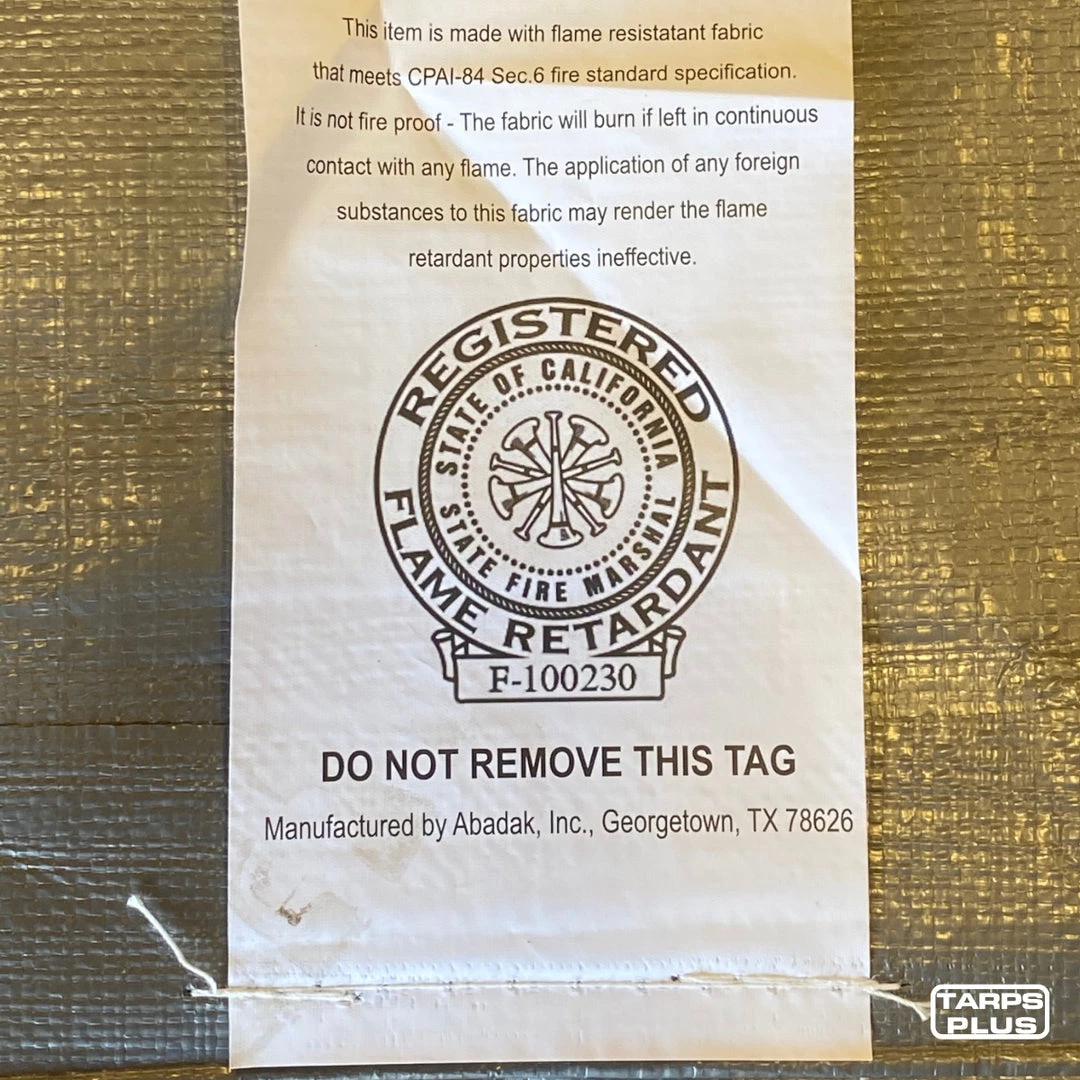 This item is made with flame resistatant fabric
that meets CPAI-84 Sec.6 fire standard specification.
It is not fire proof - The fabric will burn if left in continuous
contact with any flame. The application of any foreign
substances to this fabric may render the flame
retardant properties ineffective.
REGISTERED
STATE OF CALIFORNIA
STATE FIRE MARSHAL
FLAME RETARDANT
F-100230
DO NOT REMOVE THIS TAG
Manufactured by Abadak, Inc., Georgetown, TX 78626
TARPS
PLUS